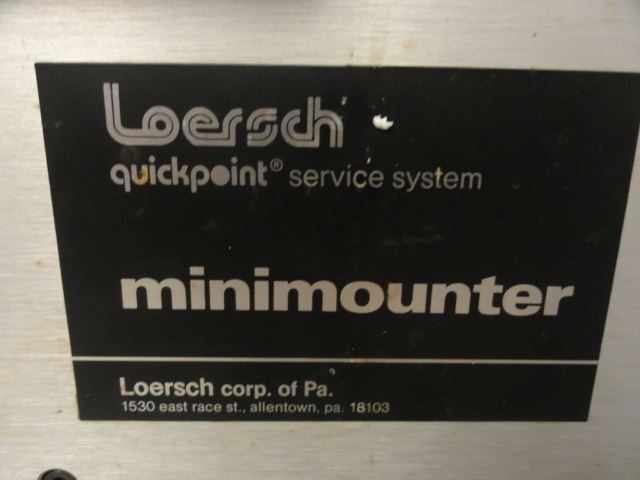 Loersch
quickpoint® service system
minimounter
Loersch corp. of Pa.
1530 east race st., allentown, pa. 18103